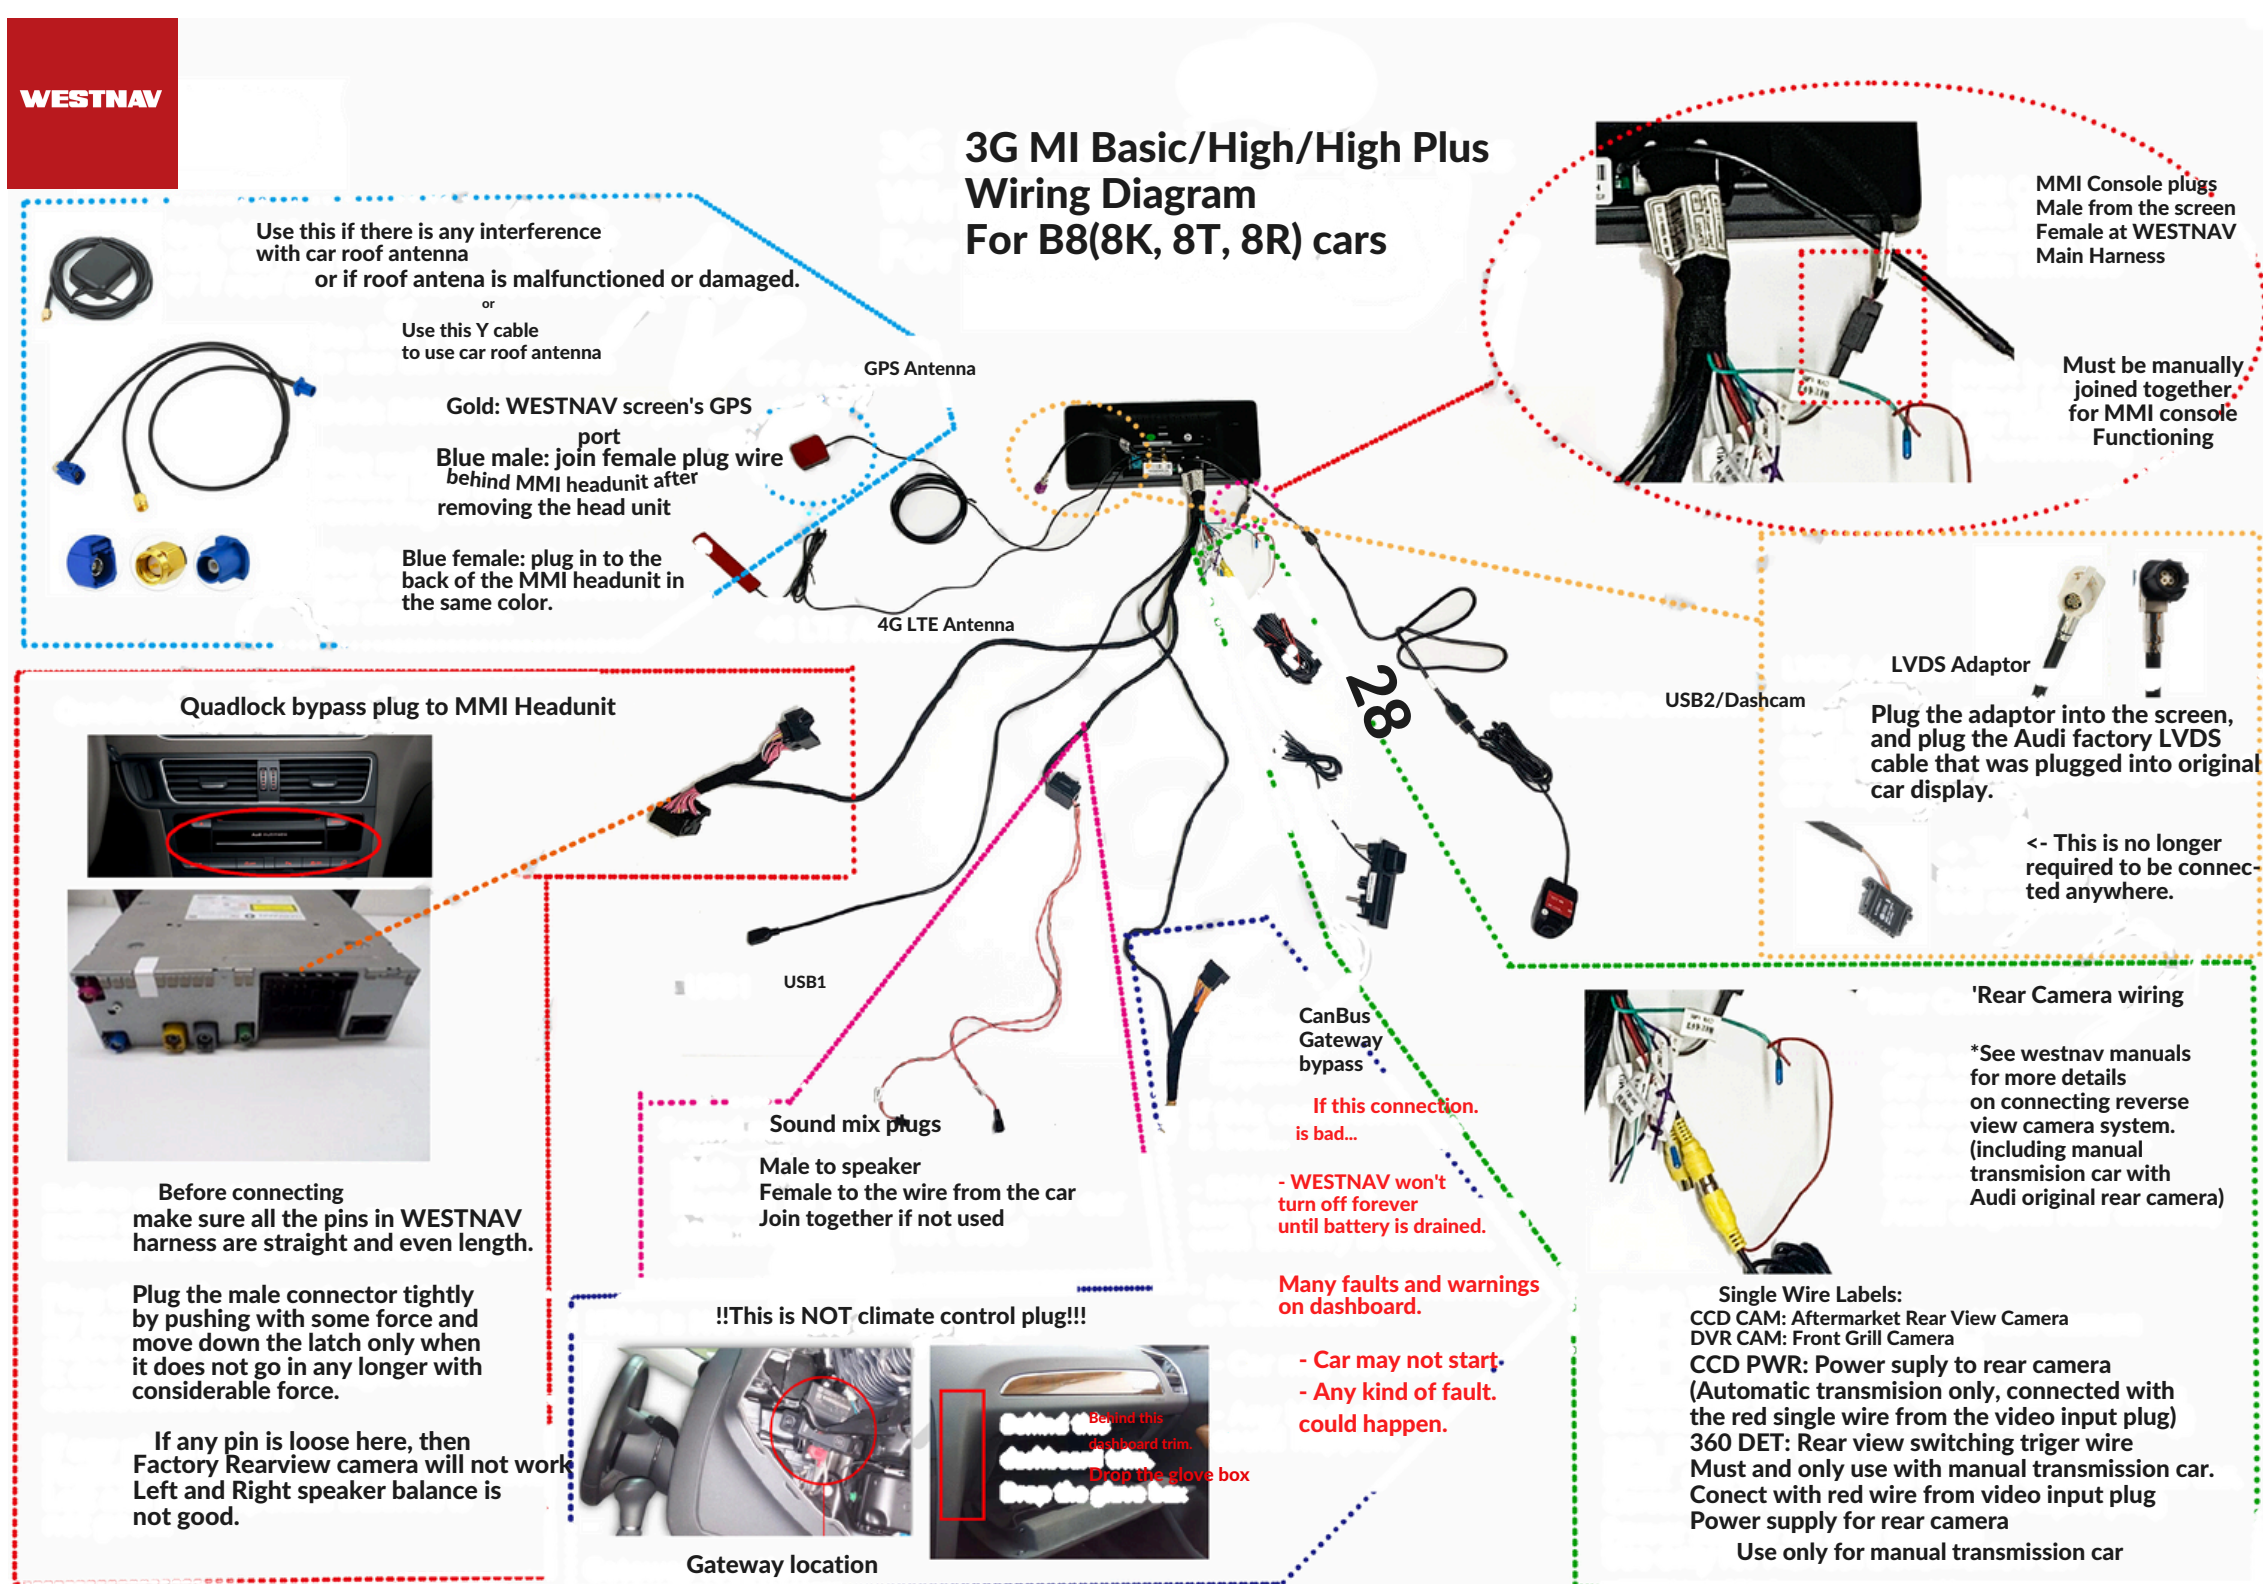 WESTNAV
3G MI Basic/High/High Plus
Wiring Diagram
For B8(8K, 8T, 8R) cars
Use this if there is any interference
with car roof antenna
or if roof antena is malfunctioned or damaged.
or
Use this Y cable
to use car roof antenna
Gold: WESTNAV screen's GPS
port
Blue male: join female plug wire
behind MMI headunit after
removing the head unit
Blue female: plug in to the
back of the MMI headunit in
the same color.
GPS Antenna
4G LTE Antenna
MMI Console plugs
Male from the screen
Female at WESTNAV
Main Harness
Must be manually
joined together
for MMI console
Functioning
LVDS Adaptor
Plug the adaptor into the screen,
and plug the Audi factory LVDS
cable that was plugged into original
car display.
<- This is no longer
required to be connec-
ted anywhere.
USB2/Dashcam
28
Quadlock bypass plug to MMI Headunit
Before connecting
make sure all the pins in WESTNAV
harness are straight and even length.
Plug the male connector tightly
by pushing with some force and
move down the latch only when
it does not go in any longer with
considerable force.
If any pin is loose here, then
Factory Rearview camera will not work
Left and Right speaker balance is
not good.
USB1
Sound mix plugs
Male to speaker
Female to the wire from the car
Join together if not used
CanBus
Gateway
bypass
If this connection.
is bad...
- WESTNAV won't
turn off forever
until battery is drained.
Many faults and warnings
on dashboard.
- Car may not start.
- Any kind of fault.
could happen.
!!This is NOT climate control plug!!!
Behind this
dashboard trim.
Drop the glove box
Gateway location
'Rear Camera wiring
*See westnav manuals
for more details
on connecting reverse
view camera system.
(including manual
transmision car with
Audi original rear camera)
Single Wire Labels:
CCD CAM: Aftermarket Rear View Camera
DVR CAM: Front Grill Camera
CCD PWR: Power suply to rear camera
(Automatic transmision only, connected with
the red single wire from the video input plug)
360 DET: Rear view switching triger wire
Must and only use with manual transmission car.
Conect with red wire from video input plug
Power supply for rear camera
Use only for manual transmission car